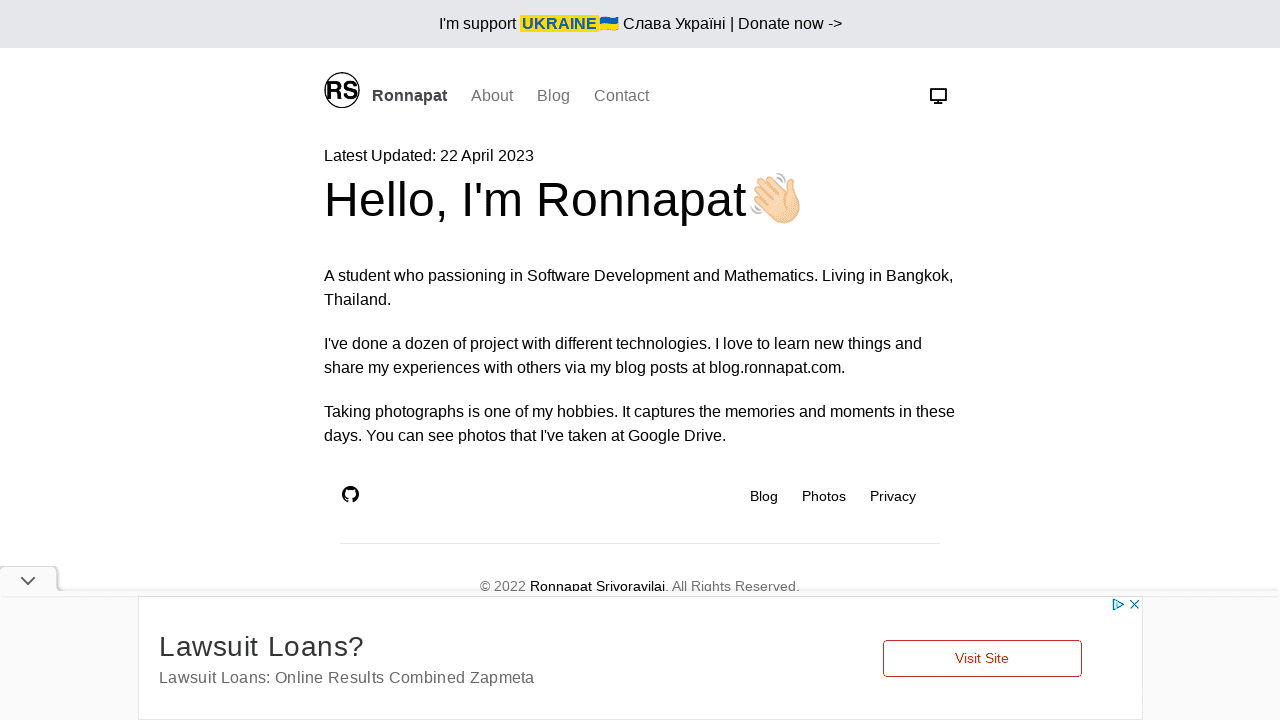 I'm support UKRAINE🇺🇦 Слава Україні | Donate now ->
RS Ronnapat About Blog Contact
Latest Updated: 22 April 2023
Hello, I'm Ronnapat👋🏻
A student who passioning in Software Development and Mathematics. Living in Bangkok,
Thailand.
I've done a dozen of project with different technologies. I love to learn new things and
share my experiences with others via my blog posts at blog.ronnapat.com.
Taking photographs is one of my hobbies. It captures the memories and moments in these
days. You can see photos that I've taken at Google Drive.
Blog Photos Privacy
© 2022 Ronnapat Srivoravilai. All Rights Reserved.
Lawsuit Loans?
Lawsuit Loans: Online Results Combined Zapmeta
Visit Site